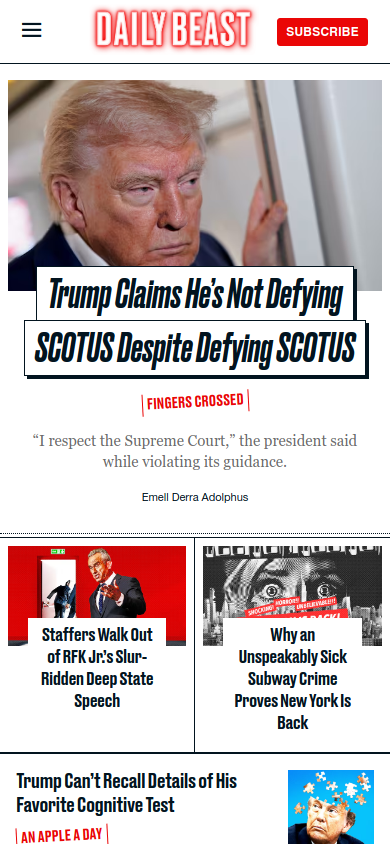 DAILY BEAST
SUBSCRIBE
Trump Claims He's Not Defying
SCOTUS Despite Defying SCOTUS
FINGERS CROSSED
“I respect the Supreme Court,” the president said
while violating its guidance.
Emell Derra Adolphus
SHOCKING!
HORROR!!
UNBELIEVABLE!!!
Staffers Walk Out
of RFK Jr.’s Slur-
Ridden Deep State
Speech
Why an
Unspeakably Sick
Subway Crime
Proves New York Is
Back
Trump Can’t Recall Details of His
Favorite Cognitive Test
AN APPLE A DAY